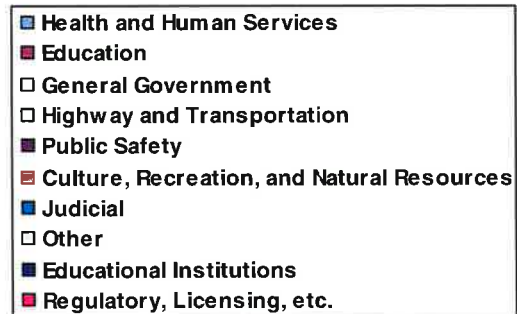 Health and Human Services
Education
General Government
Highway and Transportation
Public Safety
Culture, Recreation, and Natural Resources
Judicial
Other
Educational Institutions
Regulatory, Licensing, etc.